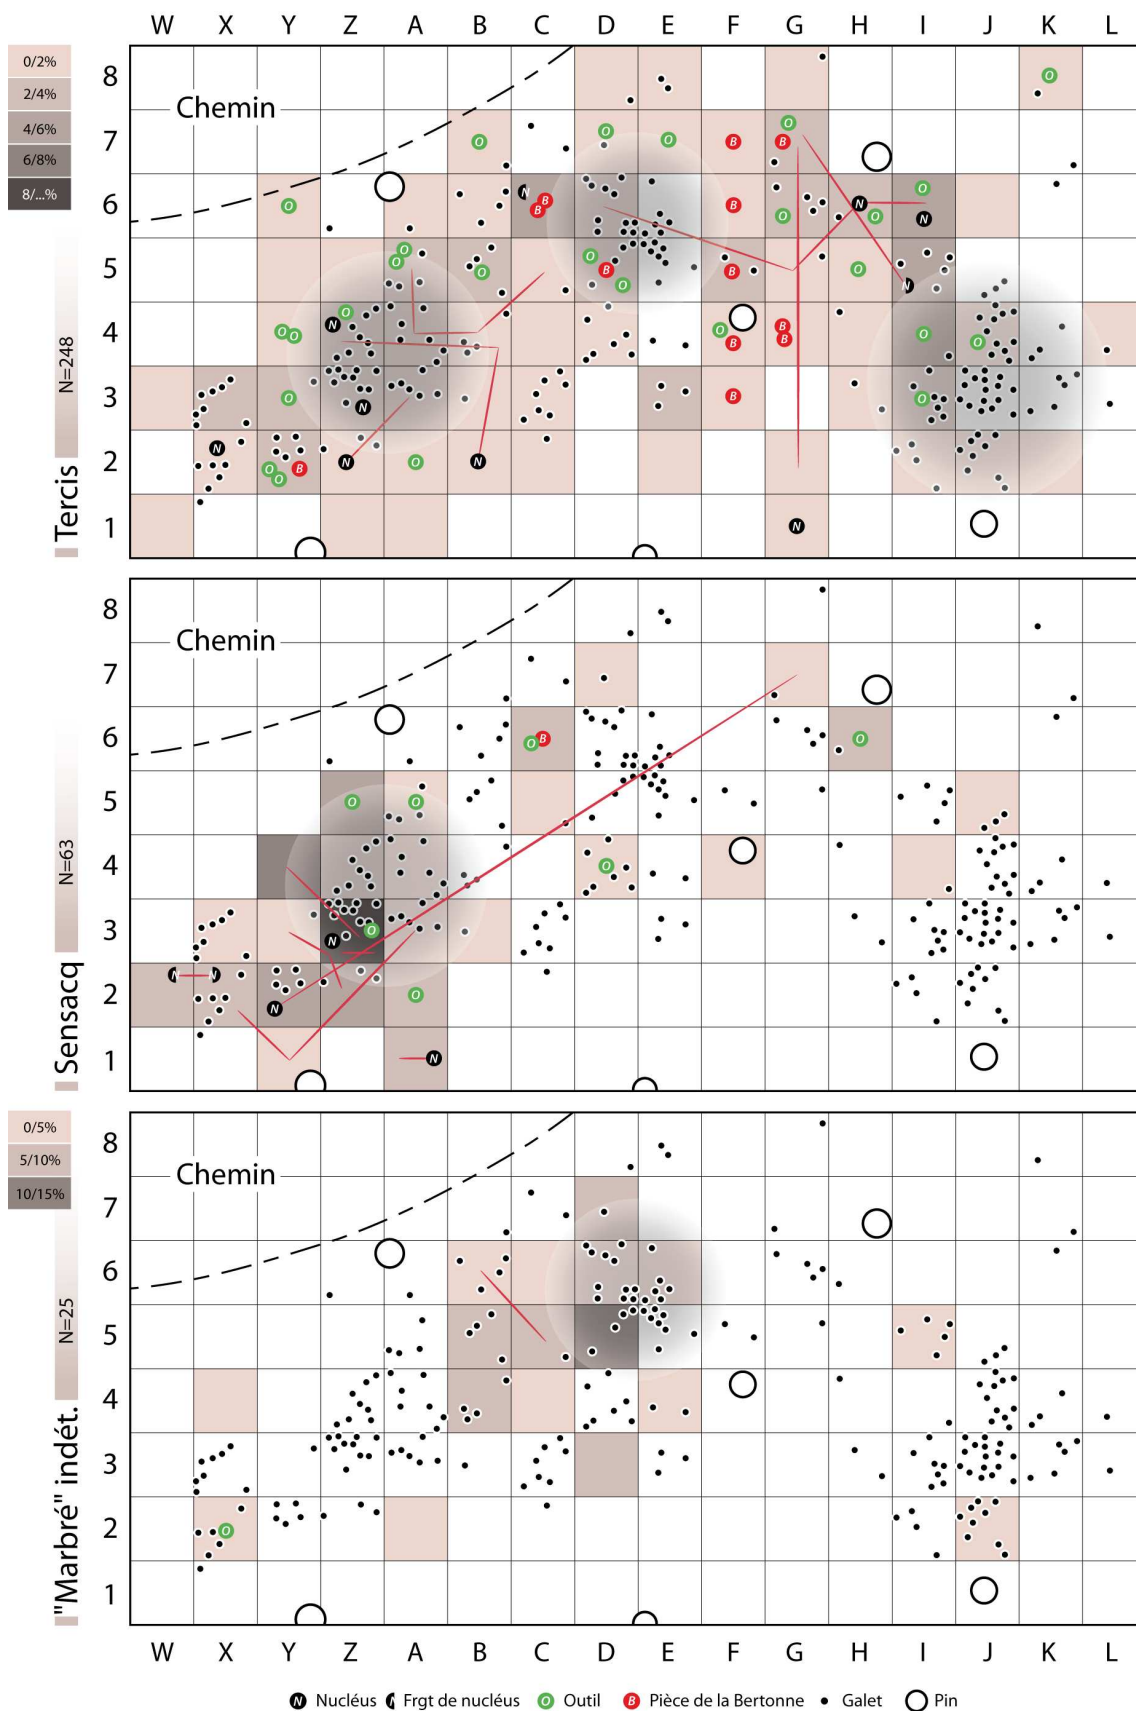 W X Y Z A B C D E F G H I J K L
0/2%
2/4%
4/6%
6/8%
8/...%
8
7
6
5
4
3
2
1
Chemin
N=248
Tercis
O
O O B O
O B O B
O O N B B B O N O O
N B O N
O O O O B N
O N O O O B B O O
O N B O
N O N B O O N
O
N
8
7
6
5
4
3
2
1
Chemin
N=63
Sensacq
O B O
O O
O
N O
N N N O
N
0/5%
5/10%
10/15%
8
7
6
5
4
3
2
1
Chemin
N=25
"Marbré" indét.
O
W X Y Z A B C D E F G H I J K L
N Nucléus N Frgt de nucléus O Outil B Pièce de la Bertonne Galet Pin